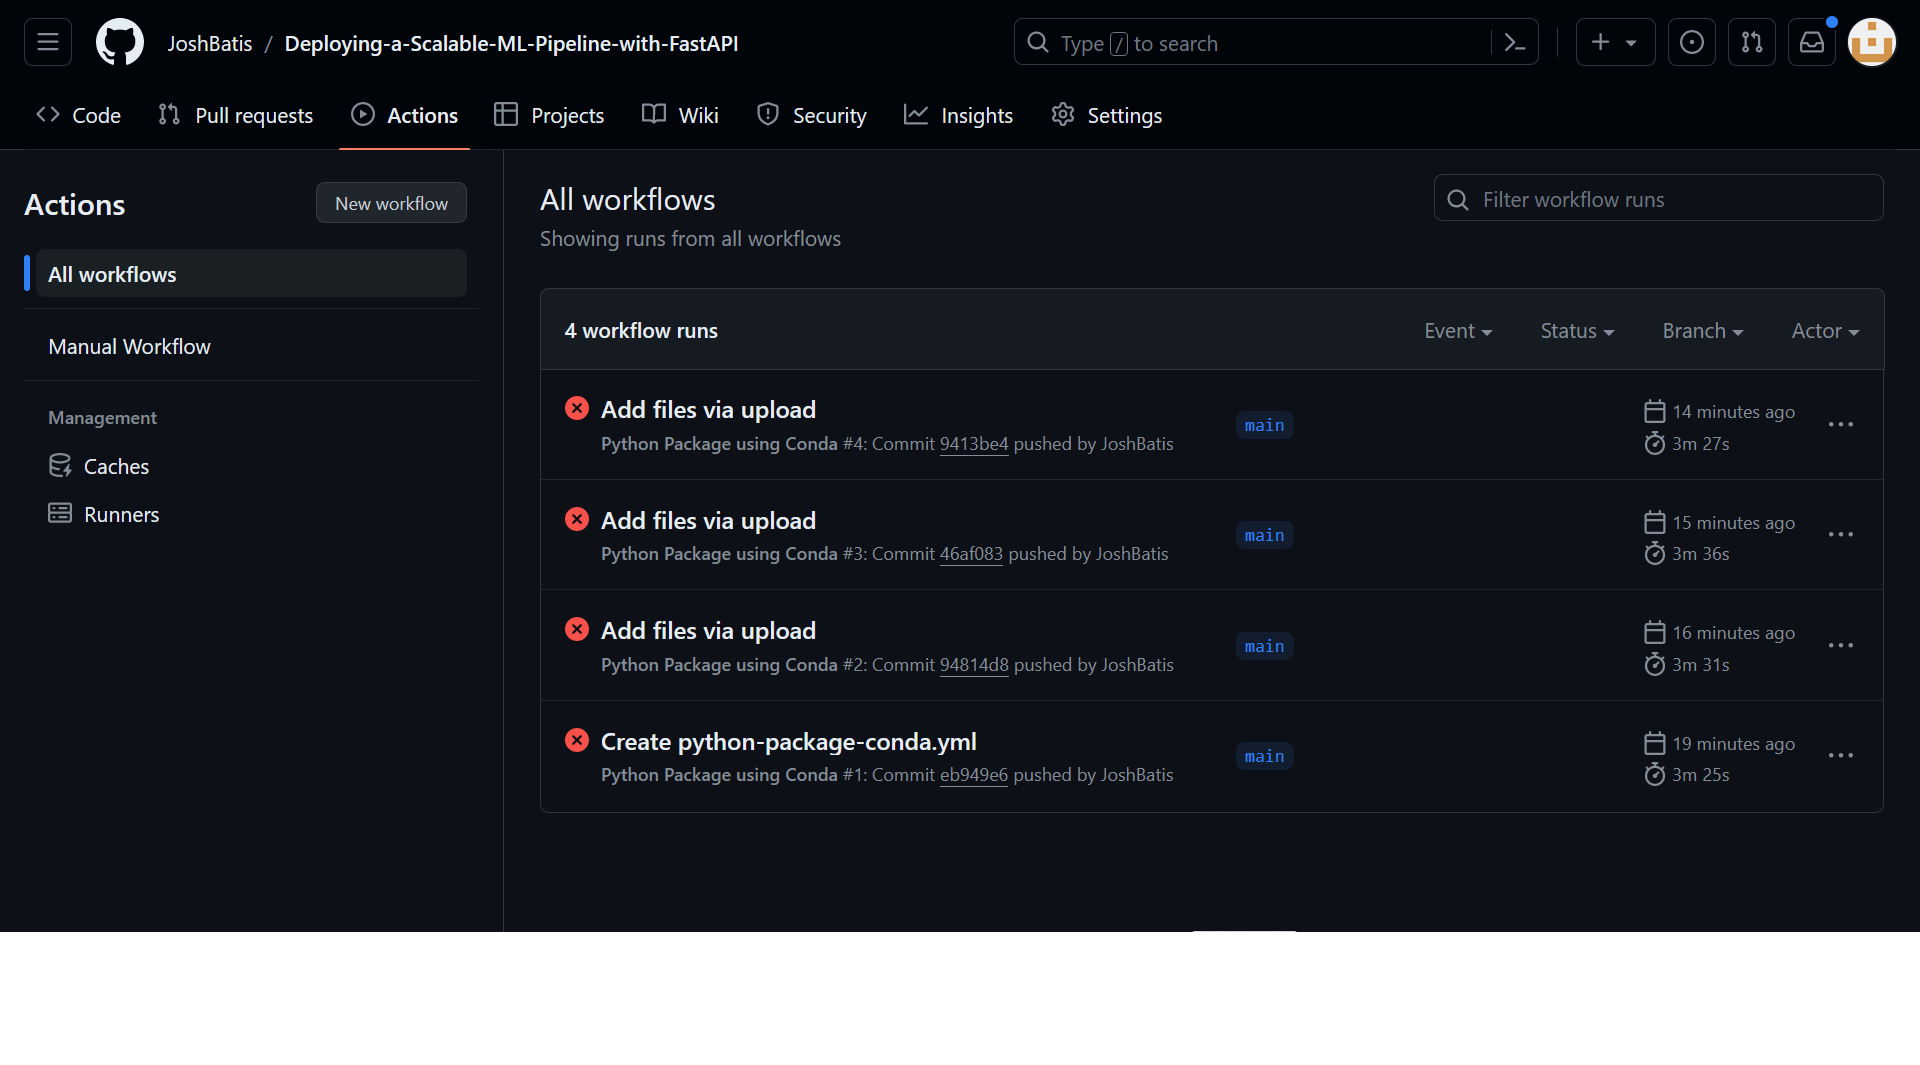 JoshBatis / Deploying-a-Scalable-ML-Pipeline-with-FastAPI
Type / to search
Code
Pull requests
Actions
Projects
Wiki
Security
Insights
Settings
Actions
New workflow
All workflows
Manual Workflow
Management
Caches
Runners
All workflows
Showing runs from all workflows
Filter workflow runs
4 workflow runs
Event
Status
Branch
Actor
Add files via upload
Python Package using Conda #4: Commit 9413be4 pushed by JoshBatis
main
14 minutes ago
3m 27s
Add files via upload
Python Package using Conda #3: Commit 46af083 pushed by JoshBatis
main
15 minutes ago
3m 36s
Add files via upload
Python Package using Conda #2: Commit 94814d8 pushed by JoshBatis
main
16 minutes ago
3m 31s
Create python-package-conda.yml
Python Package using Conda #1: Commit eb949e6 pushed by JoshBatis
main
19 minutes ago
3m 25s